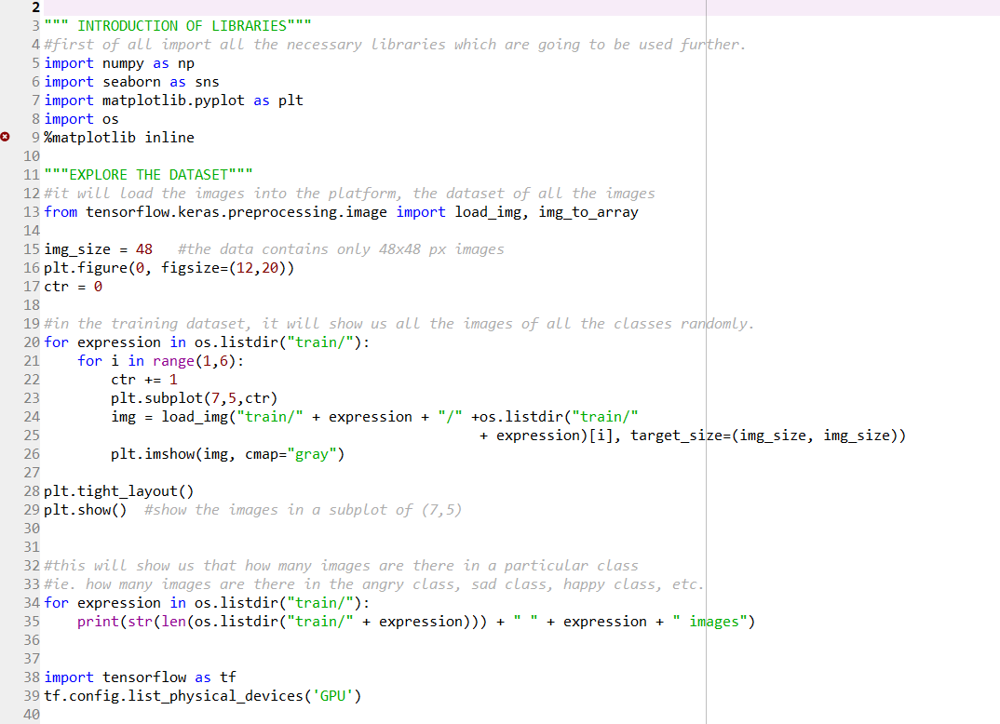 2
3 """ INTRODUCTION OF LIBRARIES"""
4 #first of all import all the necessary libraries which are going to be used further.
5 import numpy as np
6 import seaborn as sns
7 import matplotlib.pyplot as plt
8 import os
9 %matplotlib inline
10
11 """EXPLORE THE DATASET"""
12 #it will load the images into the platform, the dataset of all the images
13 from tensorflow.keras.preprocessing.image import load_img, img_to_array
14
15 img_size = 48   #the data contains only 48x48 px images
16 plt.figure(0, figsize=(12,20))
17 ctr = 0
18
19 #in the training dataset, it will show us all the images of all the classes randomly.
20 for expression in os.listdir("train/"):
21     for i in range(1,6):
22         ctr += 1
23         plt.subplot(7,5,ctr)
24         img = load_img("train/" + expression + "/" +os.listdir("train/"
25                                                     + expression)[i], target_size=(img_size, img_size))
26         plt.imshow(img, cmap="gray")
27
28 plt.tight_layout()
29 plt.show()  #show the images in a subplot of (7,5)
30
31
32 #this will show us that how many images are there in a particular class
33 #ie. how many images are there in the angry class, sad class, happy class, etc.
34 for expression in os.listdir("train/"):
35     print(str(len(os.listdir("train/" + expression))) + " " + expression + " images")
36
37
38 import tensorflow as tf
39 tf.config.list_physical_devices('GPU')
40